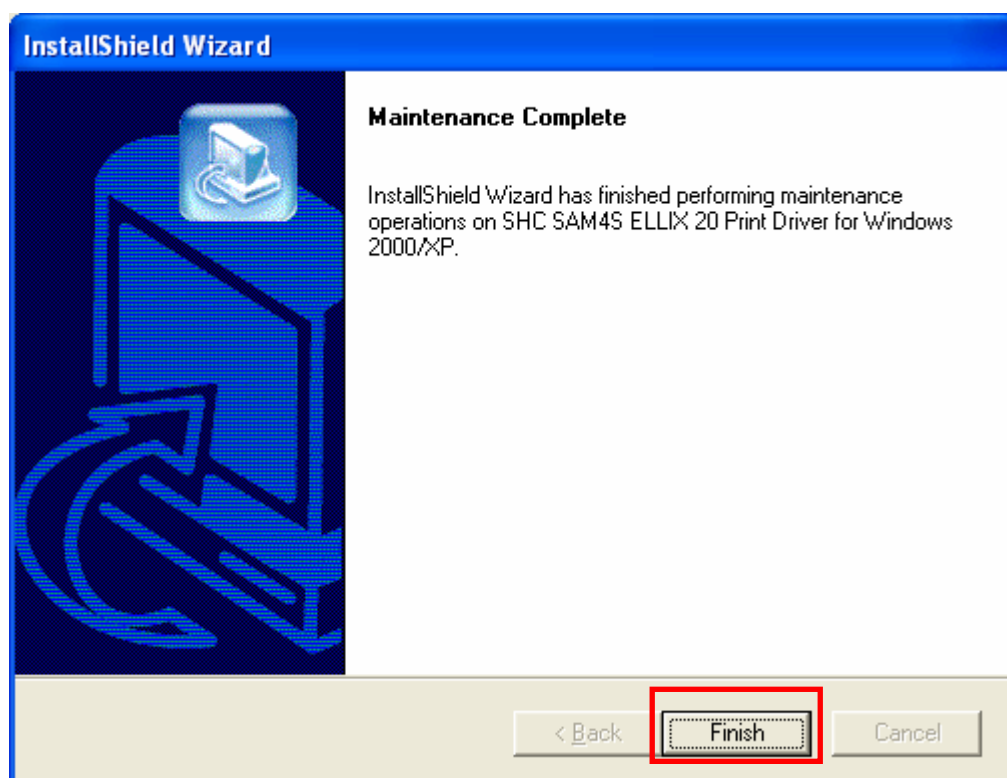 InstallShield Wizard
Maintenance Complete
InstallShield Wizard has finished performing maintenance
operations on SHC SAM4S ELLIX 20 Print Driver for Windows
2000/XP.
< Back
Finish
Cancel